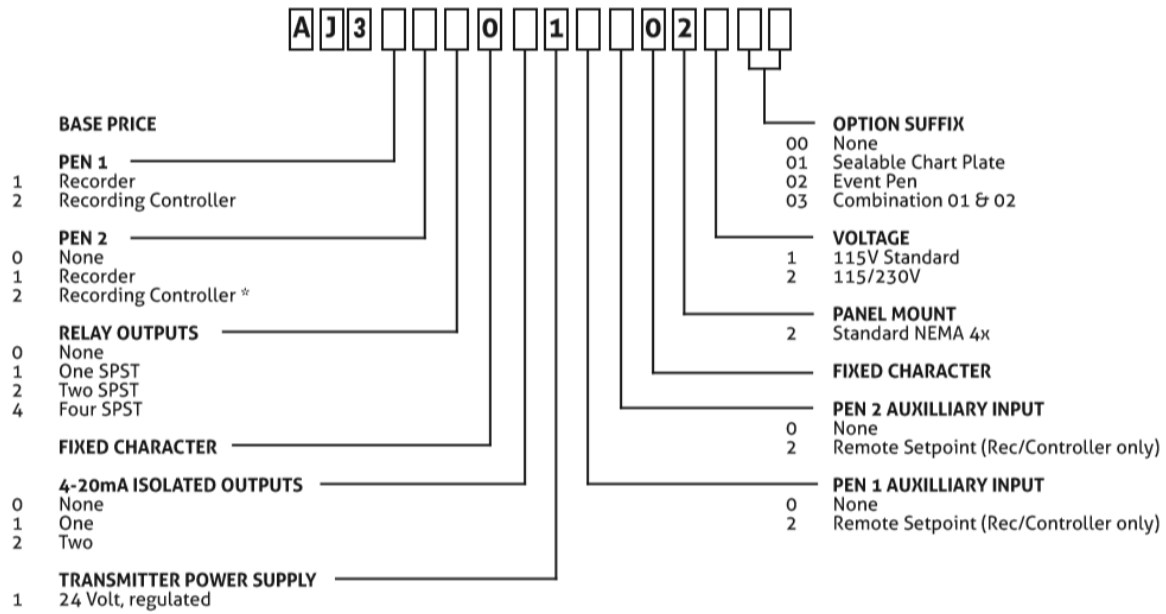 AJ3 0 1 02
BASE PRICE
PEN 1
1 Recorder
2 Recording Controller
PEN 2
0 None
1 Recorder
2 Recording Controller *
RELAY OUTPUTS
0 None
1 One SPST
2 Two SPST
4 Four SPST
FIXED CHARACTER
4-20mA ISOLATED OUTPUTS
0 None
1 One
2 Two
TRANSMITTER POWER SUPPLY
1 24 Volt, regulated
OPTION SUFFIX
00 None
01 Sealable Chart Plate
02 Event Pen
03 Combination 01 & 02
VOLTAGE
1 115V Standard
2 115/230V
PANEL MOUNT
2 Standard NEMA 4x
FIXED CHARACTER
PEN 2 AUXILLIARY INPUT
0 None
2 Remote Setpoint (Rec/Controller only)
PEN 1 AUXILLIARY INPUT
0 None
2 Remote Setpoint (Rec/Controller only)